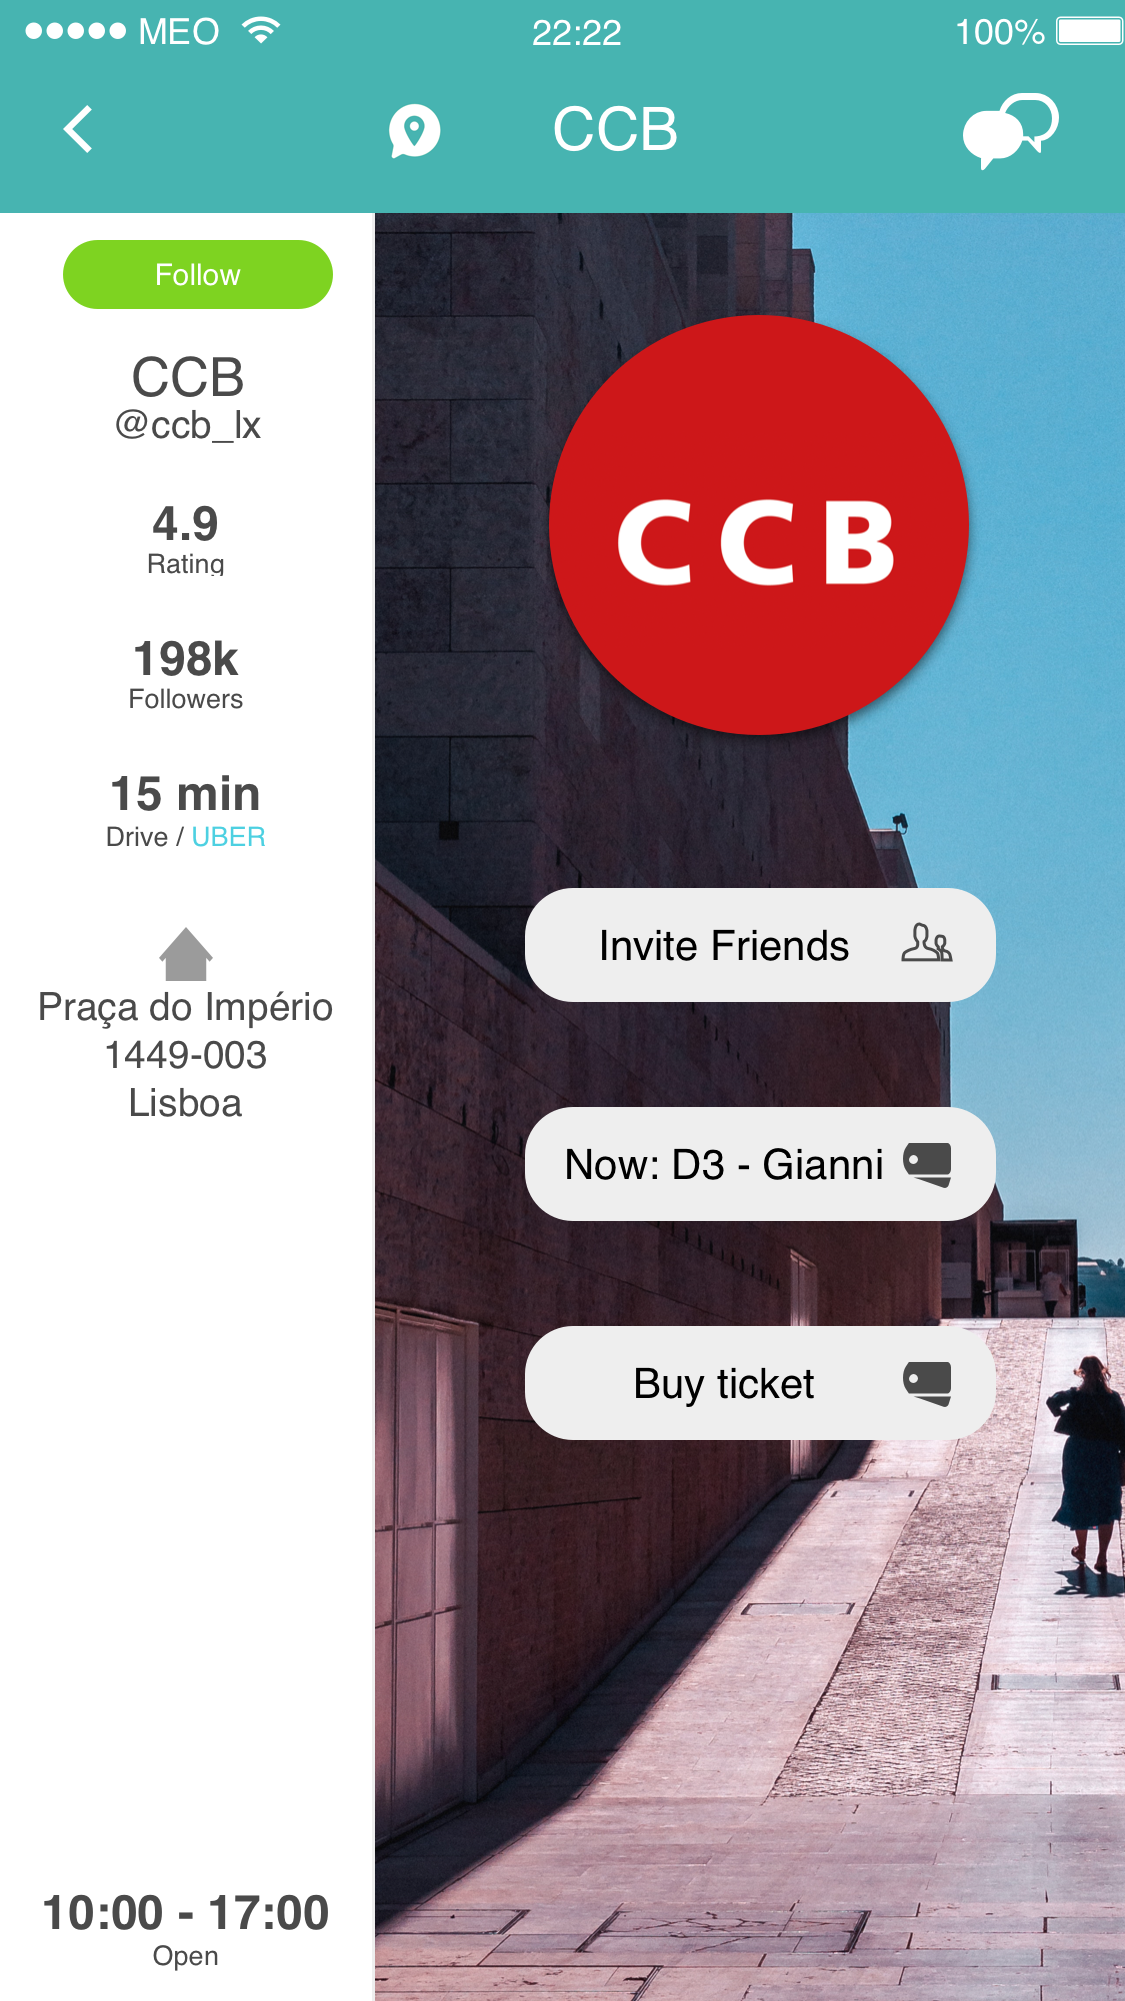 MEO
22:22
100%
CCB
Follow
CCB
@ccb_lx
4.9
Rating
198k
Followers
15 min
Drive / UBER
Praça do Império
1449-003
Lisboa
10:00 - 17:00
Open
CCB
Invite Friends
Now: D3 - Gianni
Buy ticket